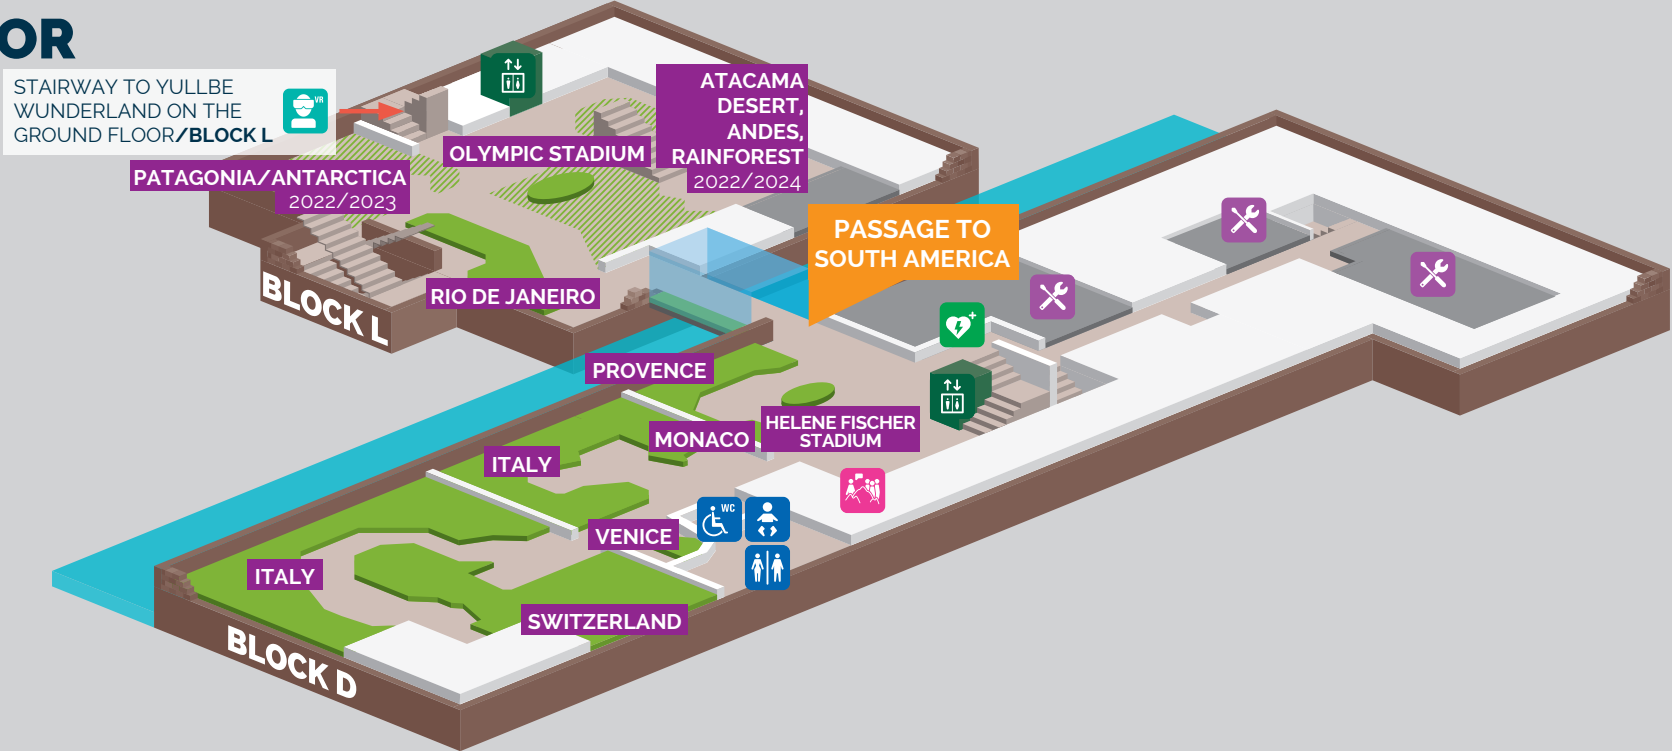 OR
STAIRWAY TO YULLBE
WUNDERLAND ON THE
GROUND FLOOR/BLOCK L
VR
PATAGONIA/ANTARCTICA
2022/2023
OLYMPIC STADIUM
ATACAMA
DESERT,
ANDES,
RAINFOREST
2022/2024
PASSAGE TO
SOUTH AMERICA
RIO DE JANEIRO
BLOCK L
PROVENCE
MONACO
HELENE FISCHER
STADIUM
ITALY
VENICE
WC
ITALY
SWITZERLAND
BLOCK D